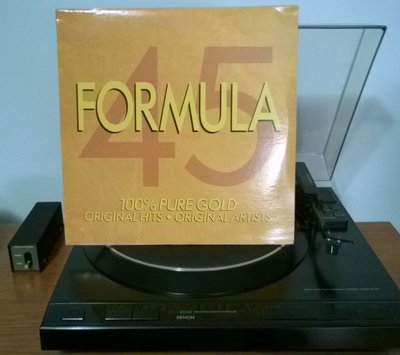 45
FORMULA
100% PURE GOLD
ORIGINAL HITS • ORIGINAL ARTISTS
DENON